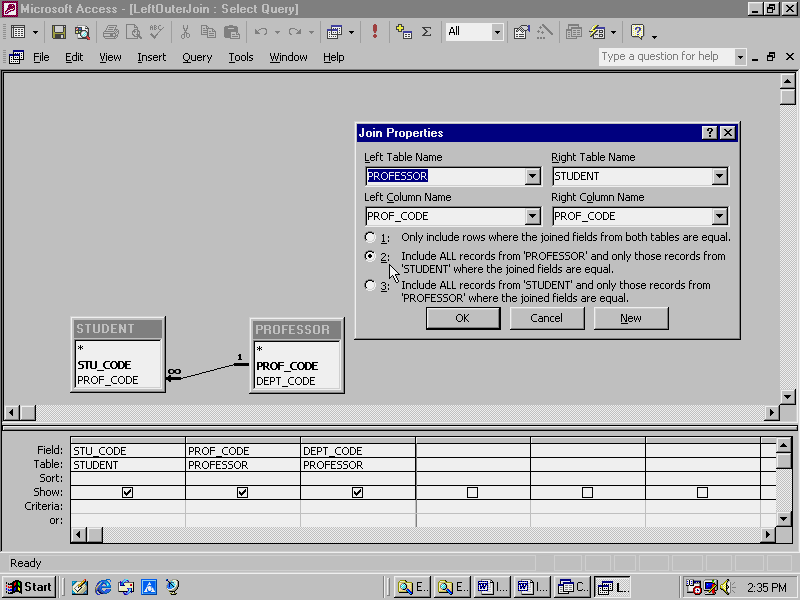 Microsoft Access - [LeftOuterJoin : Select Query]
All
File Edit View Insert Query Tools Window Help
Type a question for help
Join Properties
Left Table Name Right Table Name
PROFESSOR STUDENT
Left Column Name Right Column Name
PROF_CODE PROF_CODE
1: Only include rows where the joined fields from both tables are equal.
2: Include ALL records from 'PROFESSOR' and only those records from
'STUDENT' where the joined fields are equal.
3: Include ALL records from 'STUDENT' and only those records from
'PROFESSOR' where the joined fields are equal.
OK Cancel New
STUDENT
*
STU_CODE
PROF_CODE
∞ 1
PROFESSOR
*
PROF_CODE
DEPT_CODE
Field: STU_CODE PROF_CODE DEPT_CODE
Table: STUDENT PROFESSOR PROFESSOR
Sort:
Show:
Criteria:
or:
Ready
Start E... E... I... I... C... L... 2:35 PM